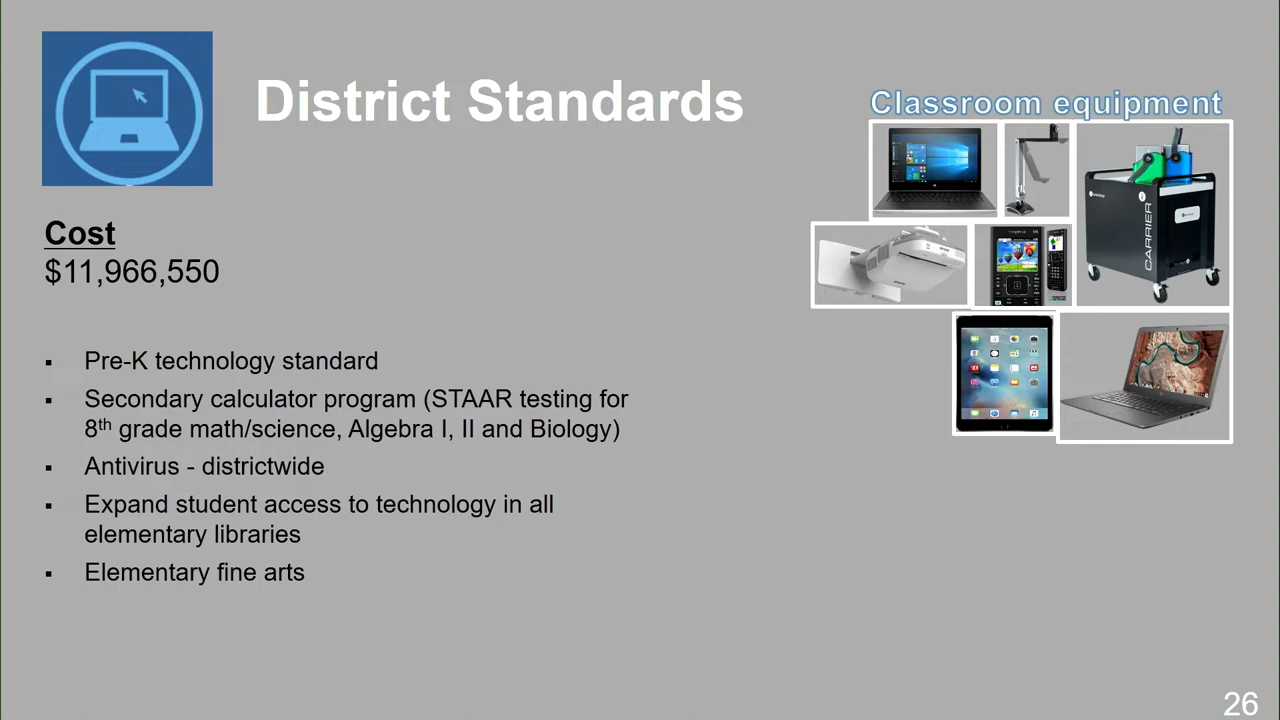 District Standards
Classroom equipment
Cost
$11,966,550
▪ Pre-K technology standard
▪ Secondary calculator program (STAAR testing for
8th grade math/science, Algebra I, II and Biology)
▪ Antivirus - districtwide
▪ Expand student access to technology in all
elementary libraries
▪ Elementary fine arts
CARRIER
26